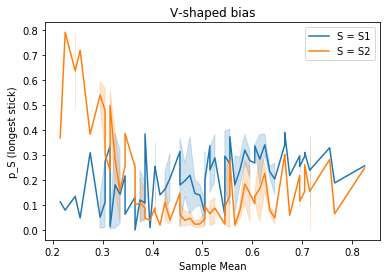 V-shaped bias
S = S1
S = S2
p_S (longest stick)
0.8
0.7
0.6
0.5
0.4
0.3
0.2
0.1
0.0
0.2 0.3 0.4 0.5 0.6 0.7 0.8
Sample Mean